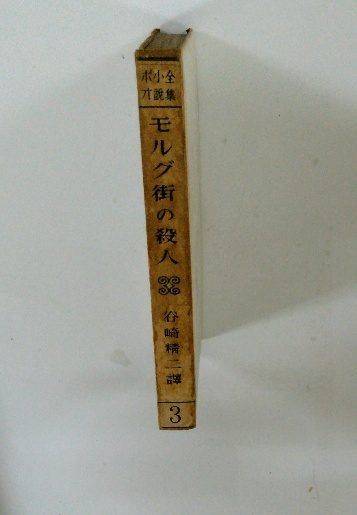 ポオ小説全集
モルグ街の殺人
谷崎精二譯
3